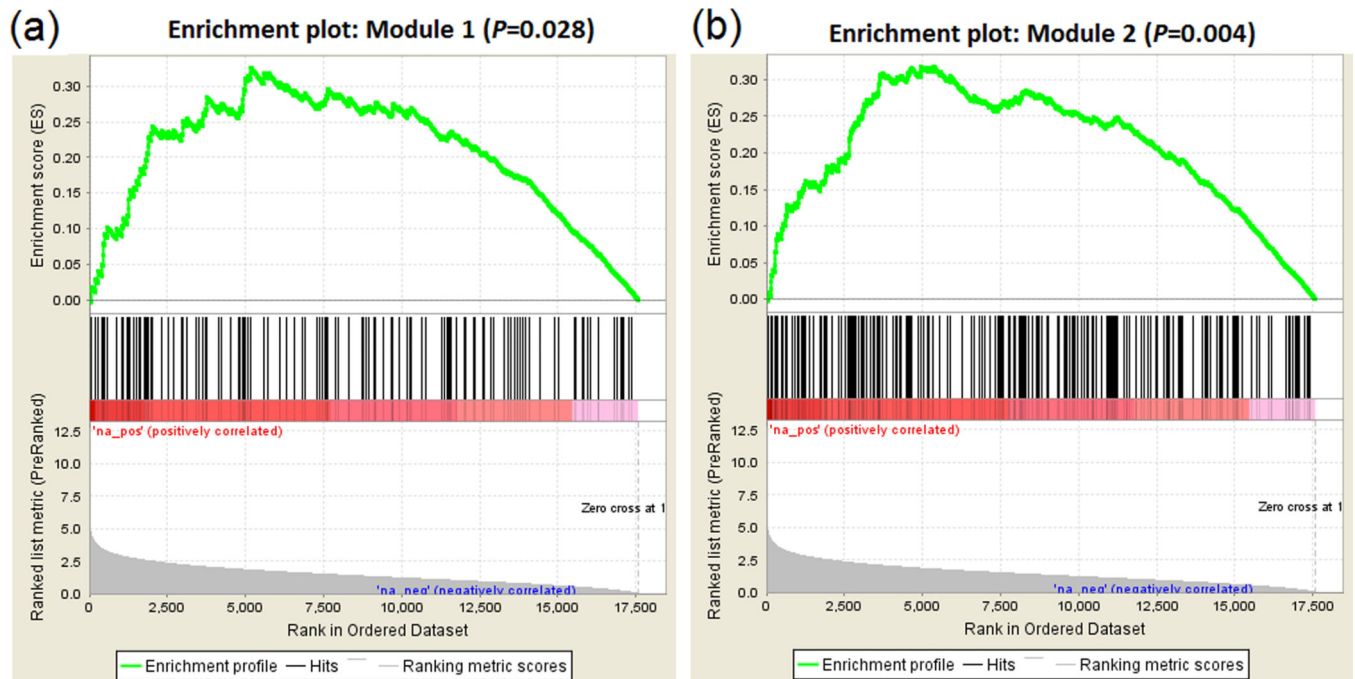 (a) Enrichment plot: Module 1 (P=0.028)
Enrichment score (ES)
0.30
0.25
0.20
0.15
0.10
0.05
0.00
'na_pos' (positively correlated)
Ranked list metric (PreRanked)
12.5
10.0
7.5
5.0
2.5
0.0
Zero cross at 1
'na_neg' (negatively correlated)
0 2,500 5,000 7,500 10,000 12,500 15,000 17,500
Rank in Ordered Dataset
Enrichment profile Hits Ranking metric scores
(b) Enrichment plot: Module 2 (P=0.004)
Enrichment score (ES)
0.30
0.25
0.20
0.15
0.10
0.05
0.00
'na_pos' (positively correlated)
Ranked list metric (PreRanked)
12.5
10.0
7.5
5.0
2.5
0.0
Zero cross at 1
'na_neg' (negatively correlated)
0 2,500 5,000 7,500 10,000 12,500 15,000 17,500
Rank in Ordered Dataset
Enrichment profile Hits Ranking metric scores